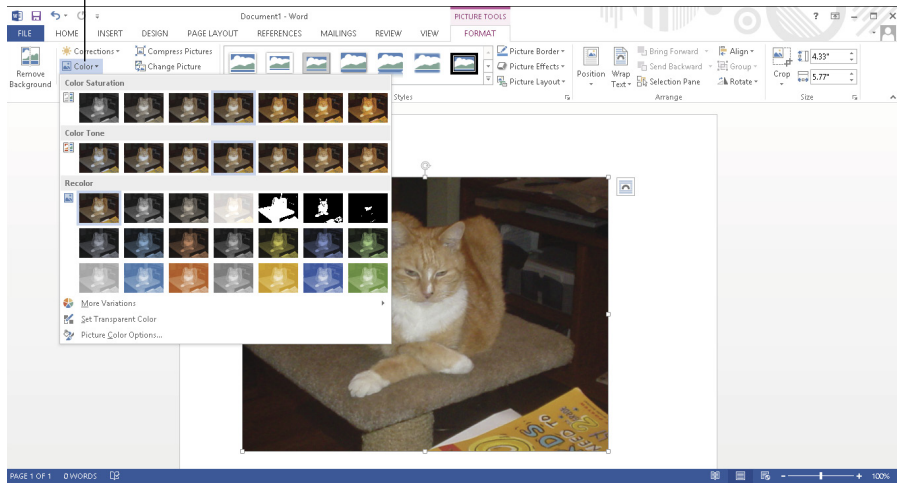 Document1 - Word
PICTURE TOOLS
FILE HOME INSERT DESIGN PAGE LAYOUT REFERENCES MAILINGS REVIEW VIEW FORMAT
Remove Background
Corrections
Color
Compress Pictures
Change Picture
Picture Border
Picture Effects
Picture Layout
Styles
Position
Wrap Text
Bring Forward
Send Backward
Selection Pane
Align
Group
Rotate
Arrange
Crop
4.33"
5.77"
Size
Color Saturation
Color Tone
Recolor
More Variations
Set Transparent Color
Picture Color Options...
NEED TO
PAGE 1 OF 1 0 WORDS
100%